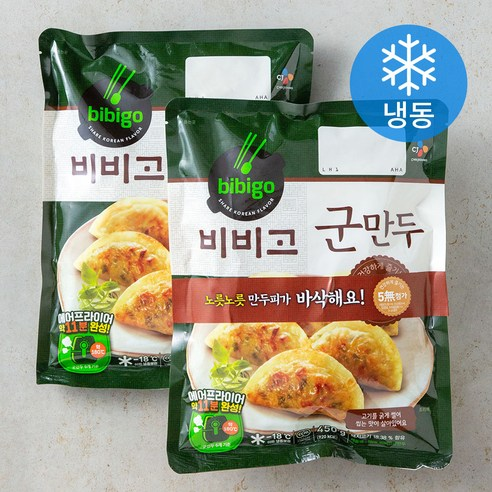 냉동
CJ
bibigo
SHARE KOREAN FLAVOR
비비고
에어프라이어
약 11분 완성!
-18℃
AHA
CJ
bibigo
SHARE KOREAN FLAVOR
비비고 군만두
노릇노릇 만두피가 바삭해요!
5無첨가
에어프라이어
약 11분 완성!
180℃
-18℃
450 g
고기를 굵게 썰어
씹는 맛이 살아있어요